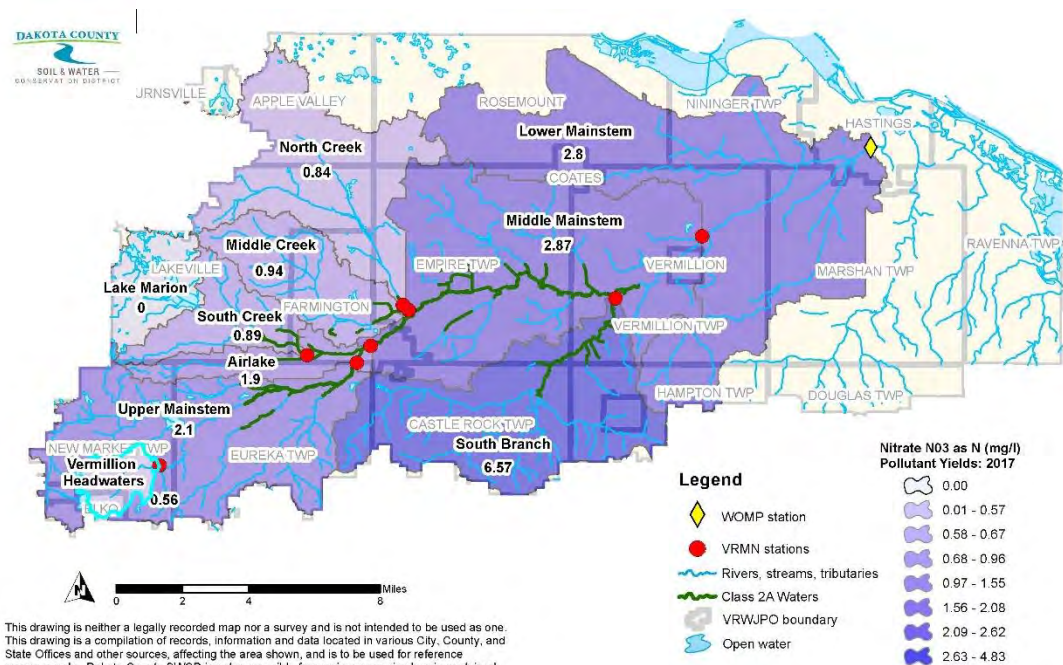 DAKOTA COUNTY
SOIL & WATER
CONSERVATION DISTRICT
URNSVILLE
APPLE VALLEY
ROSEMOUNT
NININGER TWP
HASTINGS
North Creek
0.84
Lower Mainstem
2.8
COATES
Middle Mainstem
2.87
Middle Creek
0.94
LAKEVILLE
EMPIRE TWP
VERMILLION
MARSHAN TWP
RAVENNA TWP
Lake Marion
0
FARMINGTON
South Creek
0.89
VERMILLION TWP
Airlake
1.9
HAMPTON TWP
DOUGLAS TWP
Upper Mainstem
2.1
CASTLE ROCK TWP
South Branch
6.57
NEW MARKE WP
EUREKA TWP
Vermillion
Headwaters
0.56
ELKO
Legend
WOMP station
VRMN stations
Rivers, streams, tributaries
Class 2A Waters
VRWJPO boundary
Open water
Nitrate N03 as N (mg/l)
Pollutant Yields: 2017
0.00
0.01 - 0.57
0.58 - 0.67
0.68 - 0.96
0.97 - 1.55
1.56 - 2.08
2.09 - 2.62
2.63 - 4.83
N
Miles
0 2 4 8
This drawing is neither a legally recorded map nor a survey and is not intended to be used as one.
This drawing is a compilation of records, information and data located in various City, County, and
State Offices and other sources, affecting the area shown, and is to be used for reference